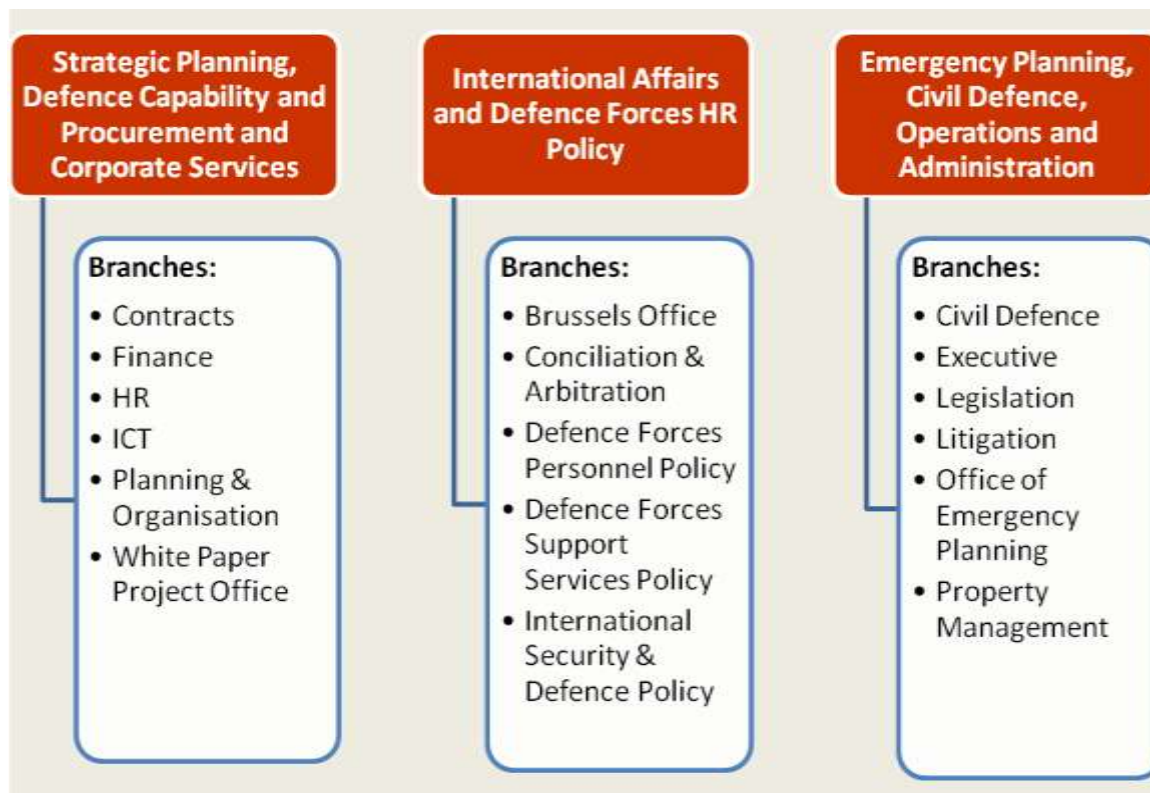 Strategic Planning,
Defence Capability and
Procurement and
Corporate Services
Branches:
• Contracts
• Finance
• HR
• ICT
• Planning &
Organisation
• White Paper
Project Office
International Affairs
and Defence Forces HR
Policy
Branches:
• Brussels Office
• Conciliation &
Arbitration
• Defence Forces
Personnel Policy
• Defence Forces
Support
Services Policy
• International
Security &
Defence Policy
Emergency Planning,
Civil Defence,
Operations and
Administration
Branches:
• Civil Defence
• Executive
• Legislation
• Litigation
• Office of
Emergency
Planning
• Property
Management